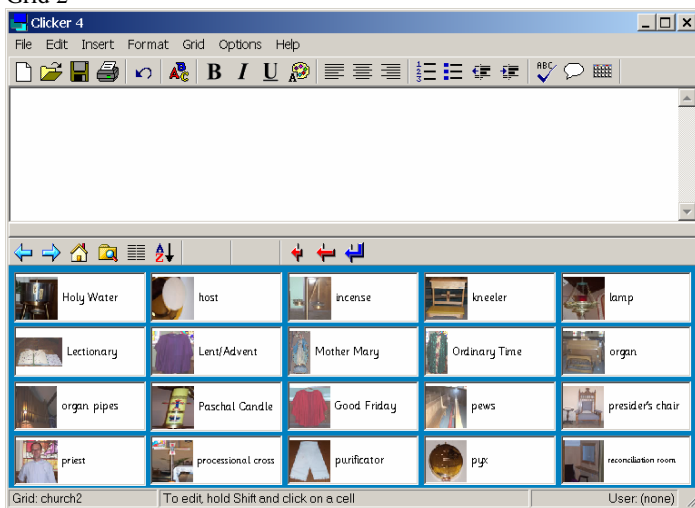 Grid 2
Clicker 4
File Edit Insert Format Grid Options Help
B I U ABC
Holy Water host incense kneeler lamp
Lectionary Lent/Advent Mother Mary Ordinary Time organ
organ pipes Paschal Candle Good Friday pews presider's chair
priest processional cross purificator pyx reconciliation room
Grid: church2 To edit, hold Shift and click on a cell User: (none)